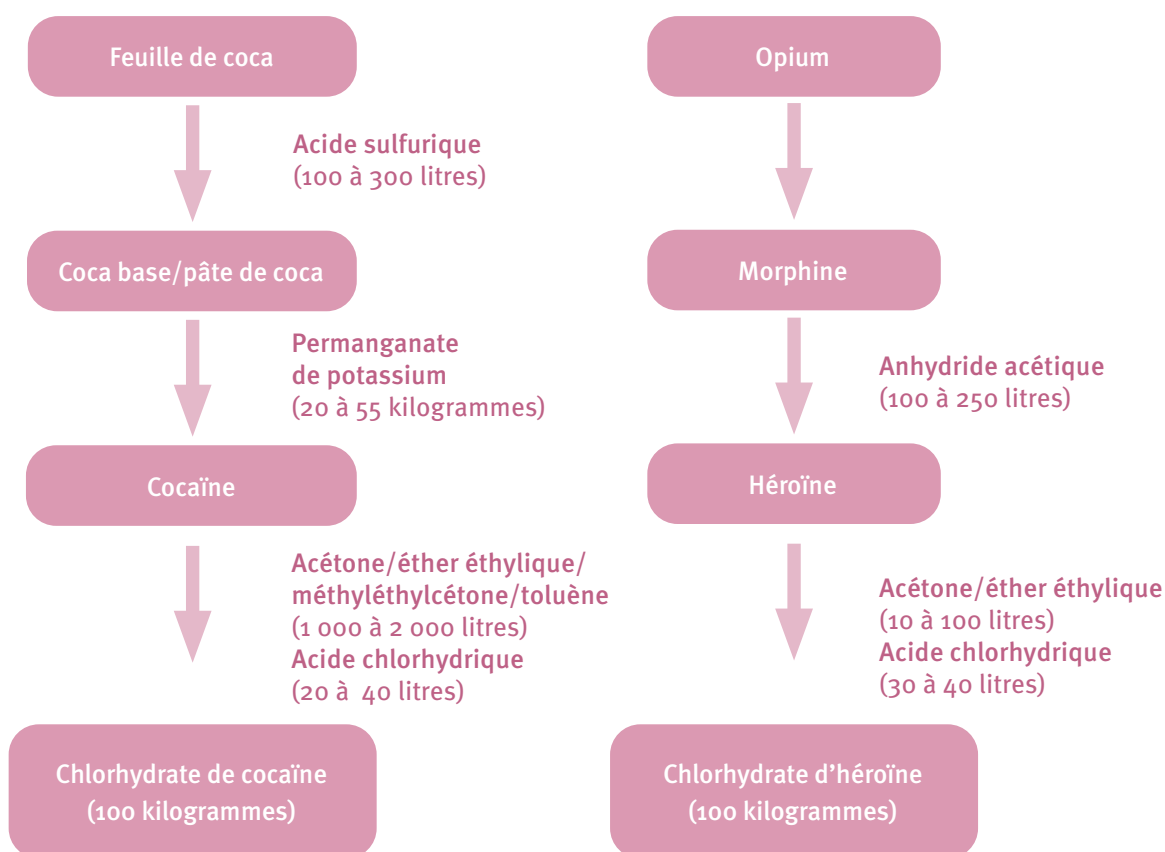 Feuille de coca
Acide sulfurique
(100 à 300 litres)
Coca base/pâte de coca
Permanganate
de potassium
(20 à 55 kilogrammes)
Cocaïne
Acétone/éther éthylique/
méthyléthylcétone/toluène
(1 000 à 2 000 litres)
Acide chlorhydrique
(20 à 40 litres)
Chlorhydrate de cocaïne
(100 kilogrammes)
Opium
Morphine
Anhydride acétique
(100 à 250 litres)
Héroïne
Acétone/éther éthylique
(10 à 100 litres)
Acide chlorhydrique
(30 à 40 litres)
Chlorhydrate d’héroïne
(100 kilogrammes)